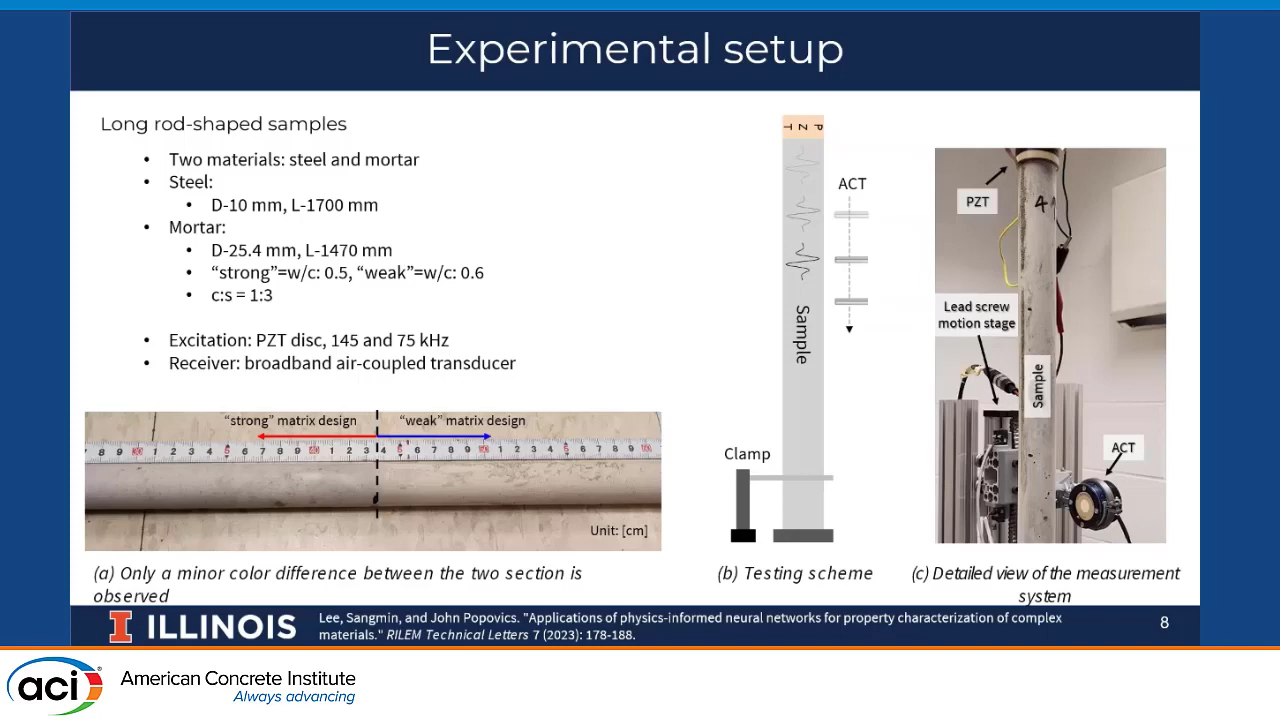 Experimental setup
Long rod-shaped samples
• Two materials: steel and mortar
• Steel:
• D-10 mm, L-1700 mm
• Mortar:
• D-25.4 mm, L-1470 mm
• “strong”=w/c: 0.5, “weak”=w/c: 0.6
• c:s = 1:3
• Excitation: PZT disc, 145 and 75 kHz
• Receiver: broadband air-coupled transducer
“strong” matrix design
“weak” matrix design
Unit: [cm]
(a) Only a minor color difference between the two section is
observed
PZT
ACT
Sample
Clamp
(b) Testing scheme
PZT
4
Lead screw
motion stage
Sample
ACT
(c) Detailed view of the measurement
system
I ILLINOIS
Lee, Sangmin, and John Popovics. "Applications of physics-informed neural networks for property characterization of complex
materials." RILEM Technical Letters 7 (2023): 178-188.
8
aci
American Concrete Institute
Always advancing